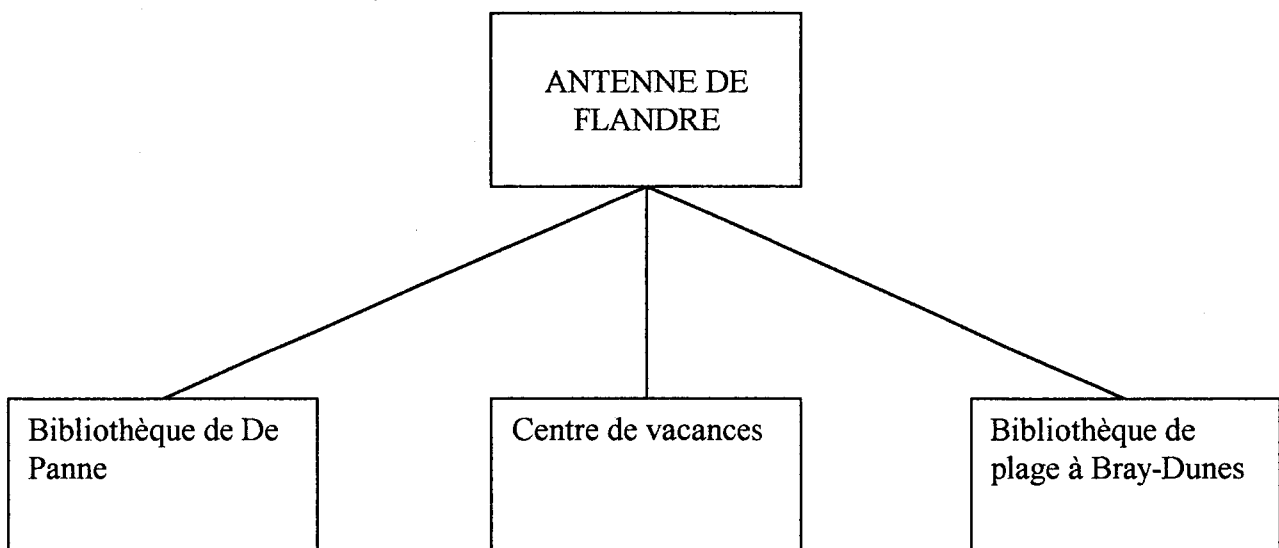 ANTENNE DE
FLANDRE
Bibliothèque de De
Panne
Centre de vacances
Bibliothèque de
plage à Bray-Dunes